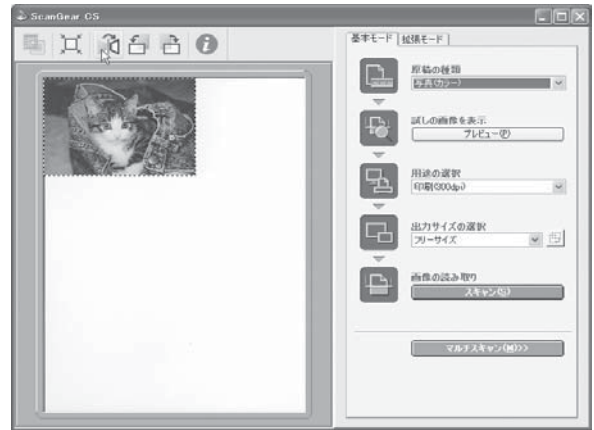 ScanGear CS
基本モード
拡張モード
原稿の種類
写真(カラー)
試しの画像を表示
プレビュー(P)
用途の選択
印刷(300dpi)
出力サイズの選択
フリーサイズ
画像の読み取り
スキャン(S)
マルチスキャン(M)>>